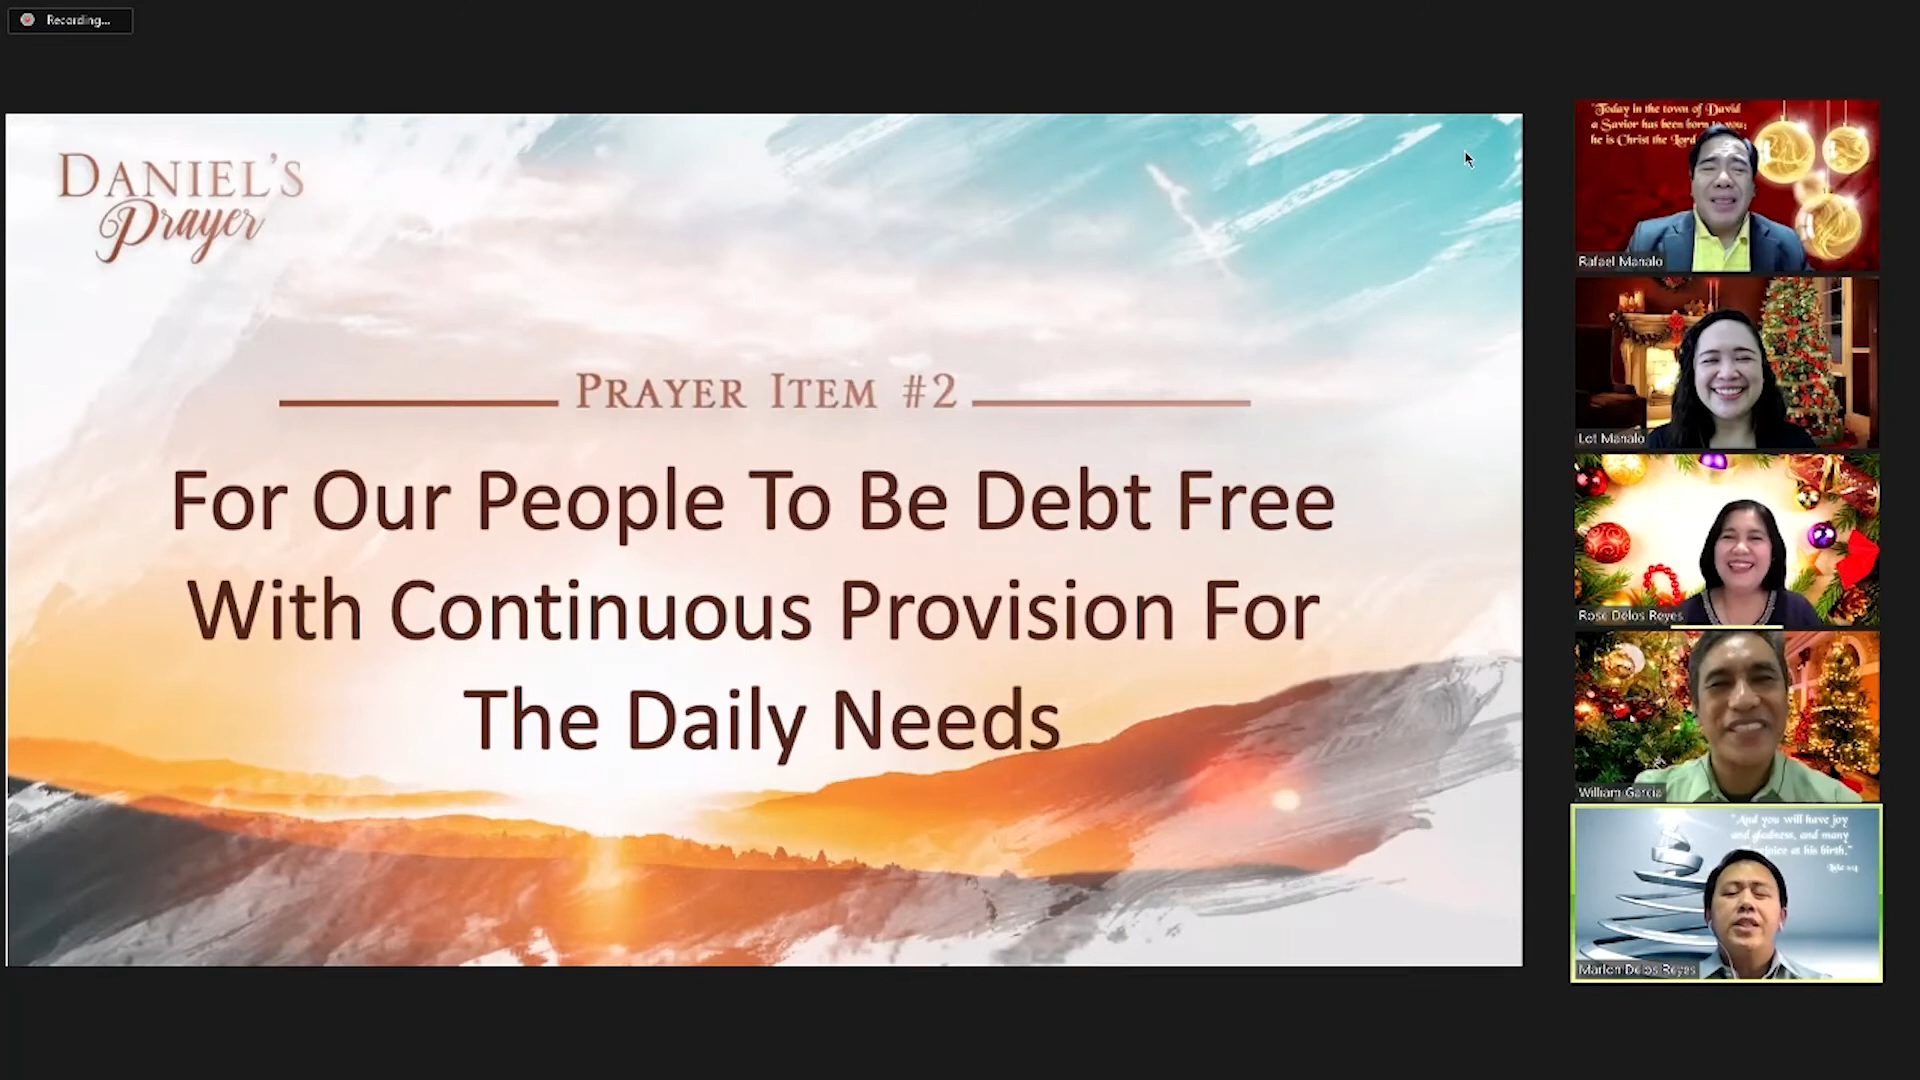 Recording...
DANIEL'S
Prayer
PRAYER ITEM #2
For Our People To Be Debt Free
With Continuous Provision For
The Daily Needs
"Today in the town of David
a Savior has been born to you;
he is Christ the Lord
Rafael Manalo
Let Manalo
Rose Delos Reyes
William Garcia
"And you will have joy
and gladness, and many
rejoice at his birth."
Marlon Delos Reyes